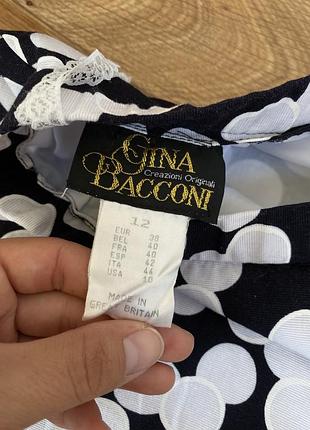 GINA
Creazioni Originali
BACCONI
12
EUR 38
BEL 40
FRA 40
ESP 42
ITA 44
USA 10
MADE IN
GREAT BRITAIN